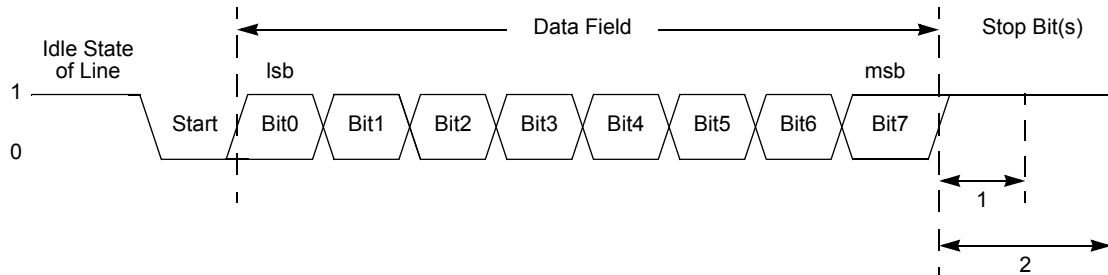 Data Field
Stop Bit(s)
Idle State
of Line
lsb
msb
1
Start
Bit0
Bit1
Bit2
Bit3
Bit4
Bit5
Bit6
Bit7
0
1
2